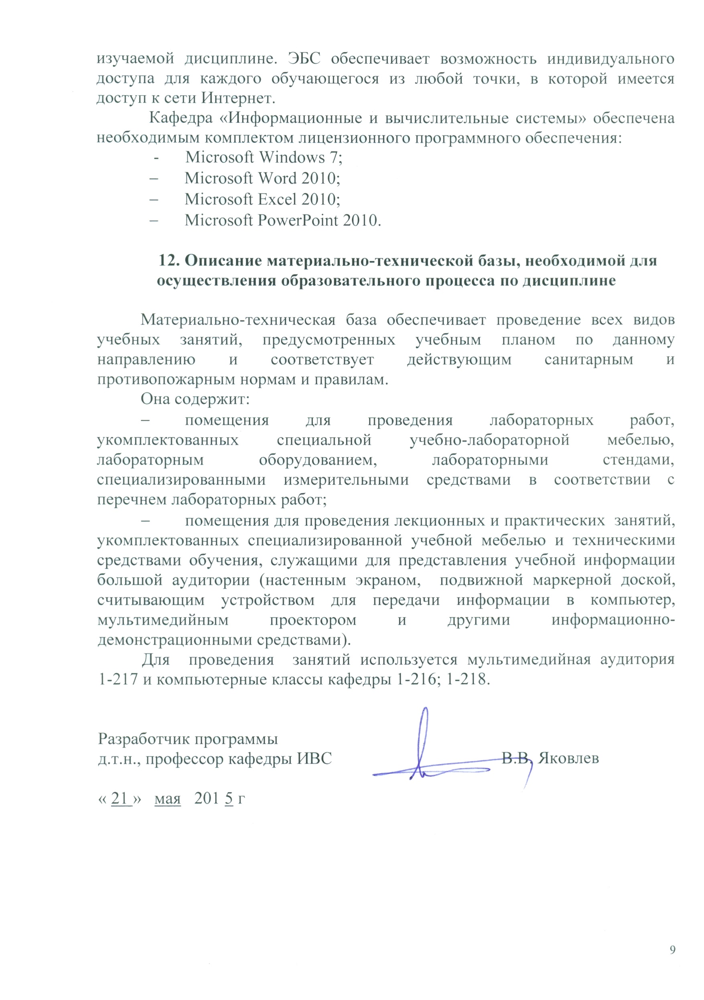 изучаемой дисциплине. ЭБС обеспечивает возможность индивидуального
доступа для каждого обучающегося из любой точки, в которой имеется
доступ к сети Интернет.
Кафедра «Информационные и вычислительные системы» обеспечена
необходимым комплектом лицензионного программного обеспечения:
- Microsoft Windows 7;
– Microsoft Word 2010;
– Microsoft Excel 2010;
– Microsoft PowerPoint 2010.
12. Описание материально-технической базы, необходимой для
осуществления образовательного процесса по дисциплине
Материально-техническая база обеспечивает проведение всех видов
учебных занятий, предусмотренных учебным планом по данному
направлению и соответствует действующим санитарным и
противопожарным нормам и правилам.
Она содержит:
– помещения для проведения лабораторных работ,
укомплектованных специальной учебно-лабораторной мебелью,
лабораторным оборудованием, лабораторными стендами,
специализированными измерительными средствами в соответствии с
перечнем лабораторных работ;
– помещения для проведения лекционных и практических занятий,
укомплектованных специализированной учебной мебелью и техническими
средствами обучения, служащими для представления учебной информации
большой аудитории (настенным экраном, подвижной маркерной доской,
считывающим устройством для передачи информации в компьютер,
мультимедийным проектором и другими информационно-
демонстрационными средствами).
Для проведения занятий используется мультимедийная аудитория
1-217 и компьютерные классы кафедры 1-216; 1-218.
Разработчик программы
д.т.н., профессор кафедры ИВС В.В. Яковлев
« 21 » мая 201 5 г
9